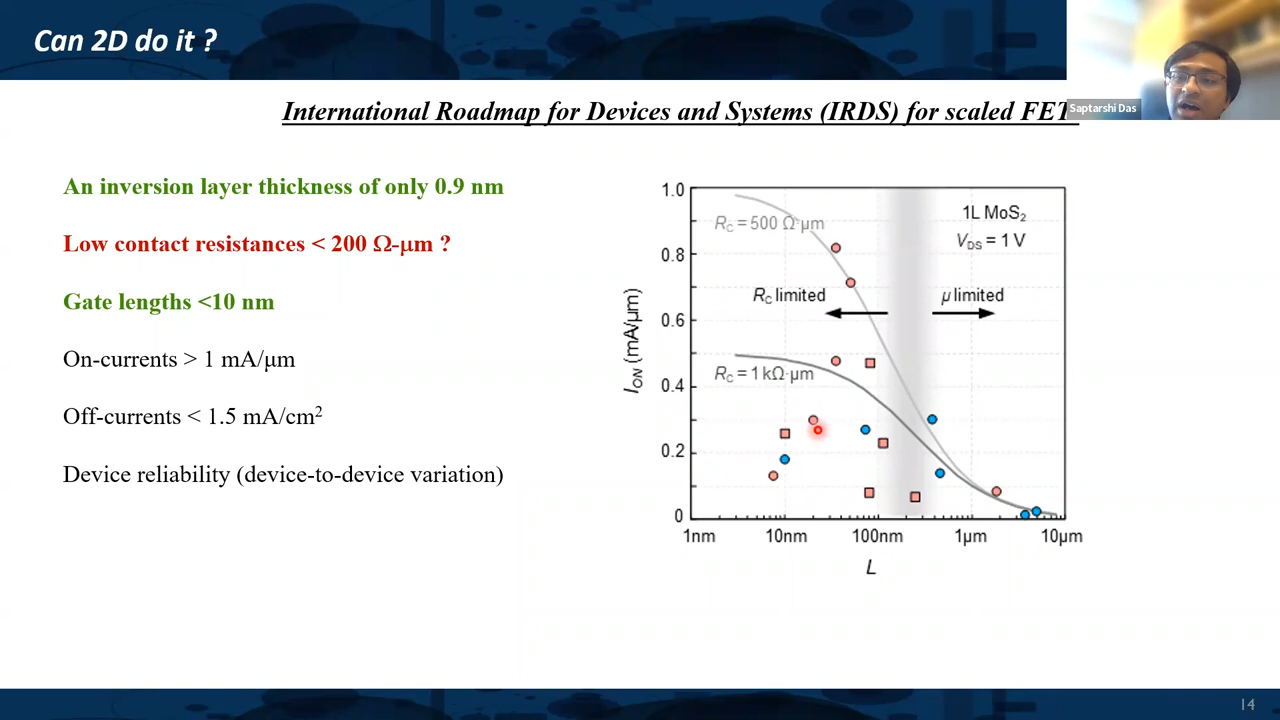 Can 2D do it ?
Saptarshi Das
International Roadmap for Devices and Systems (IRDS) for scaled FET
An inversion layer thickness of only 0.9 nm
Low contact resistances < 200 Ω-μm ?
Gate lengths <10 nm
On-currents > 1 mA/μm
Off-currents < 1.5 mA/cm²
Device reliability (device-to-device variation)
1.0
0.8
0.6
0.4
0.2
0
I_ON (mA/μm)
R_C = 500 Ω·μm
1L MoS₂
V_DS = 1 V
R_C limited
μ limited
R_C = 1 kΩ·μm
1nm 10nm 100nm 1μm 10μm
L
14